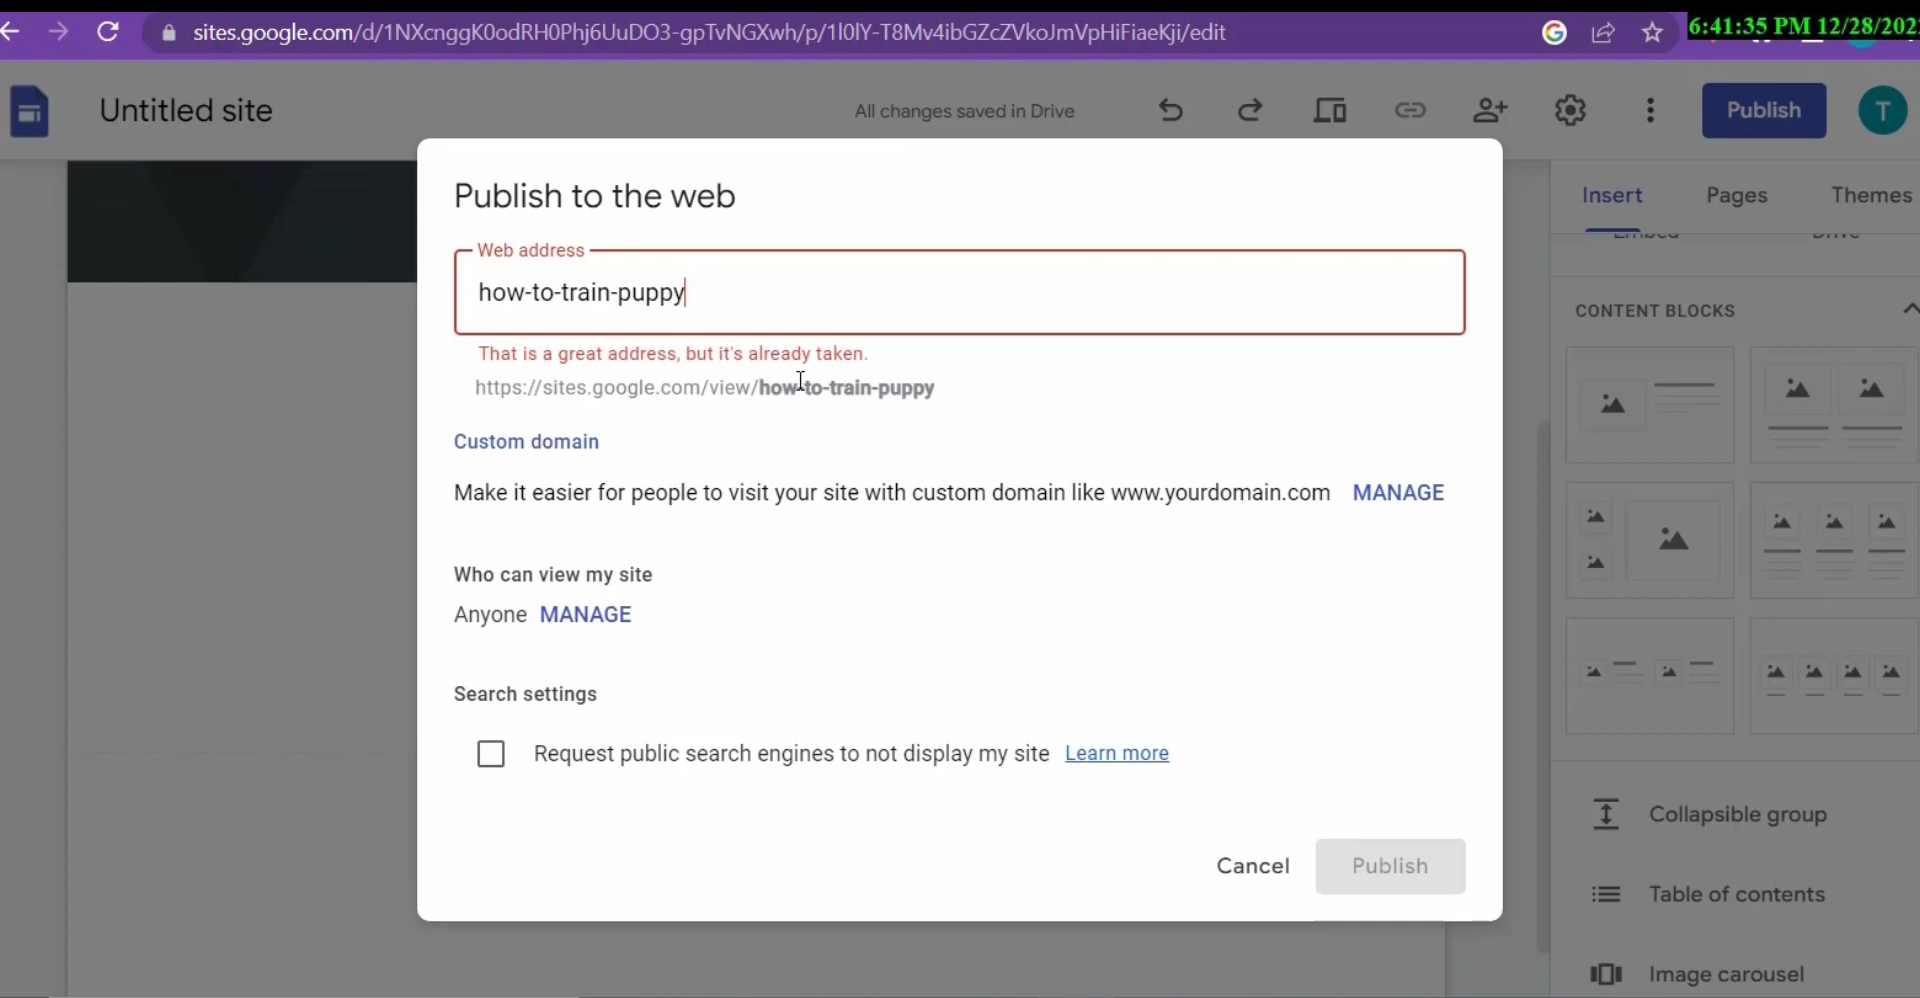 sites.google.com/d/1NXcnggK0odRH0Phj6UuDO3-gpTvNGXwh/p/1l0lY-T8Mv4ibGZcZVkoJmVpHiFiaeKji/edit
6:41:35 PM 12/28/202
Untitled site
All changes saved in Drive
Publish
T
Publish to the web
Insert
Pages
Themes
Embed
Drive
Web address
how-to-train-puppy
That is a great address, but it's already taken.
https://sites.google.com/view/how-to-train-puppy
CONTENT BLOCKS
Custom domain
Make it easier for people to visit your site with custom domain like www.yourdomain.com MANAGE
Who can view my site
Anyone MANAGE
Search settings
Request public search engines to not display my site Learn more
Collapsible group
Cancel
Publish
Table of contents
Image carousel